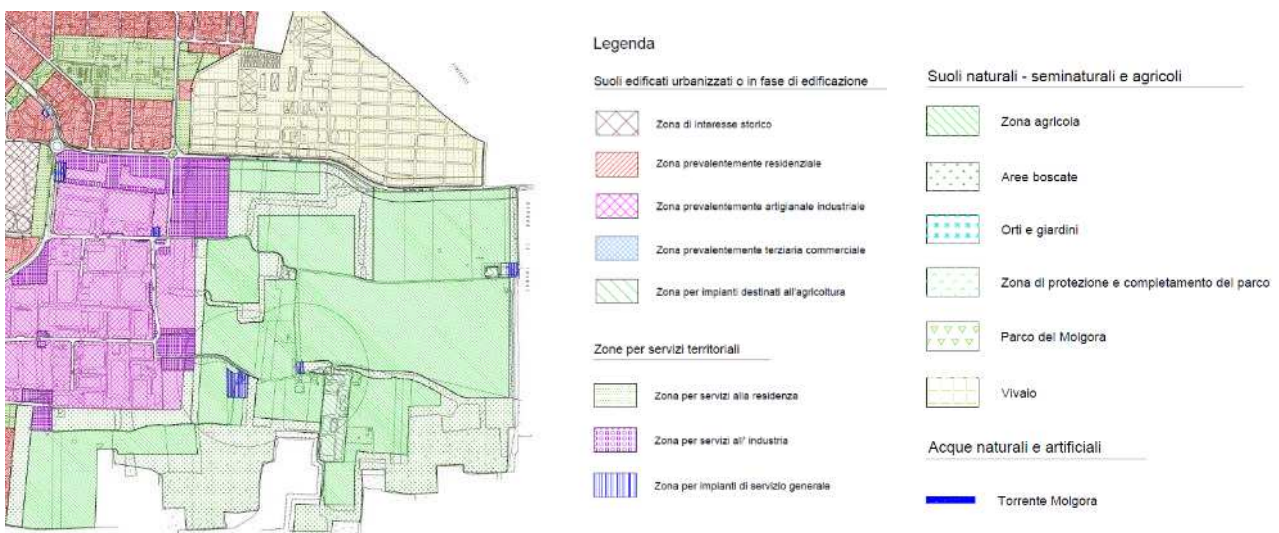 Legenda
Suoli edificati urbanizzati o in fase di edificazione
Zona di interesse storico
Zona prevalentemente residenziale
Zona prevalentemente artigianale industriale
Zona prevalentemente terziaria commerciale
Zona per impianti destinati all'agricoltura
Zone per servizi territoriali
Zona per servizi alla residenza
Zona per servizi all' industria
Zona per impianti di servizio generale
Suoli naturali - seminaturali e agricoli
Zona agricola
Aree boscate
Orti e giardini
Zona di protezione e completamento del parco
Parco del Molgora
Vivaio
Acque naturali e artificiali
Torrente Molgora